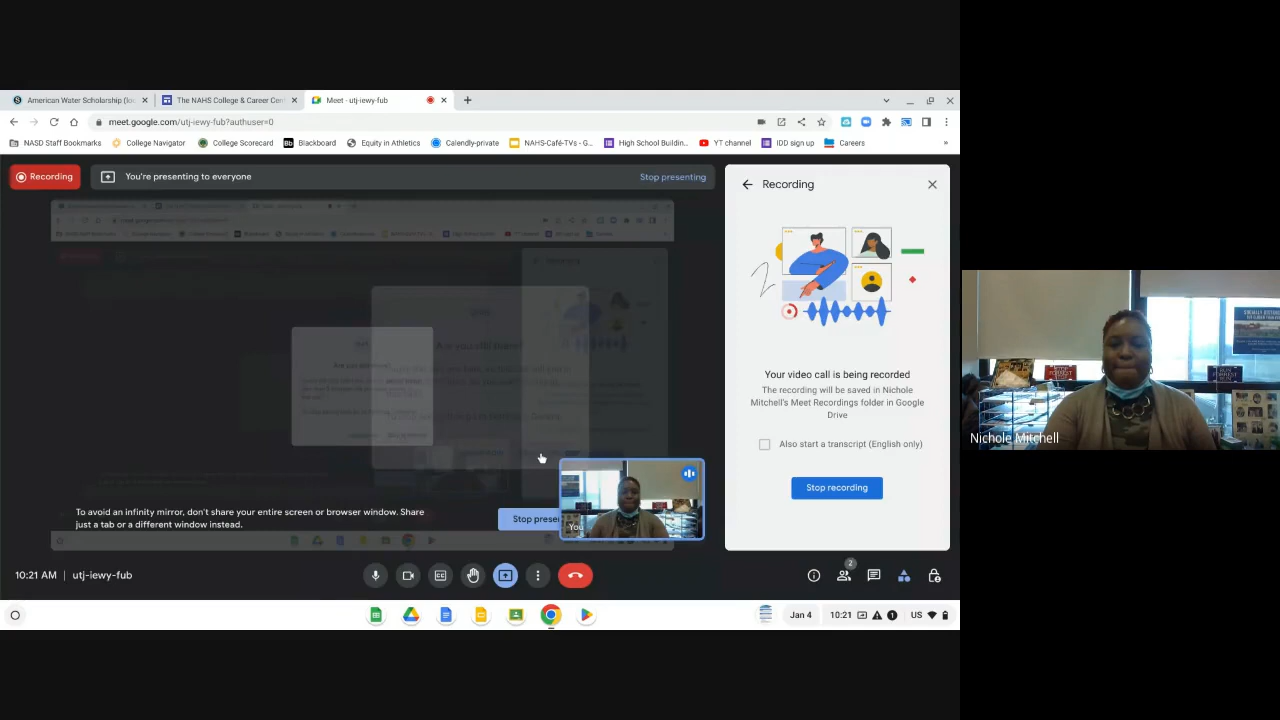 American Water Scholarship (loc
The NAHS College & Career Cent
Meet - utj-iewy-fub
meet.google.com/utj-iewy-fub?authuser=0
NASD Staff Bookmarks
College Navigator
College Scorecard
Bb Blackboard
Equity in Athletics
Calendly-private
NAHS-Café-TVs - G...
High School Buildin...
YT channel
IDD sign up
Careers
»
Recording
You're presenting to everyone
Stop presenting
Recording
Your video call is being recorded
The recording will be saved in Nichole
Mitchell's Meet Recordings folder in Google
Drive
Also start a transcript (English only)
Stop recording
To avoid an infinity mirror, don't share your entire screen or browser window. Share
just a tab or a different window instead.
Stop prese
You
Nichole Mitchell
10:21 AM | utj-iewy-fub
2
Jan 4
10:21
1
US